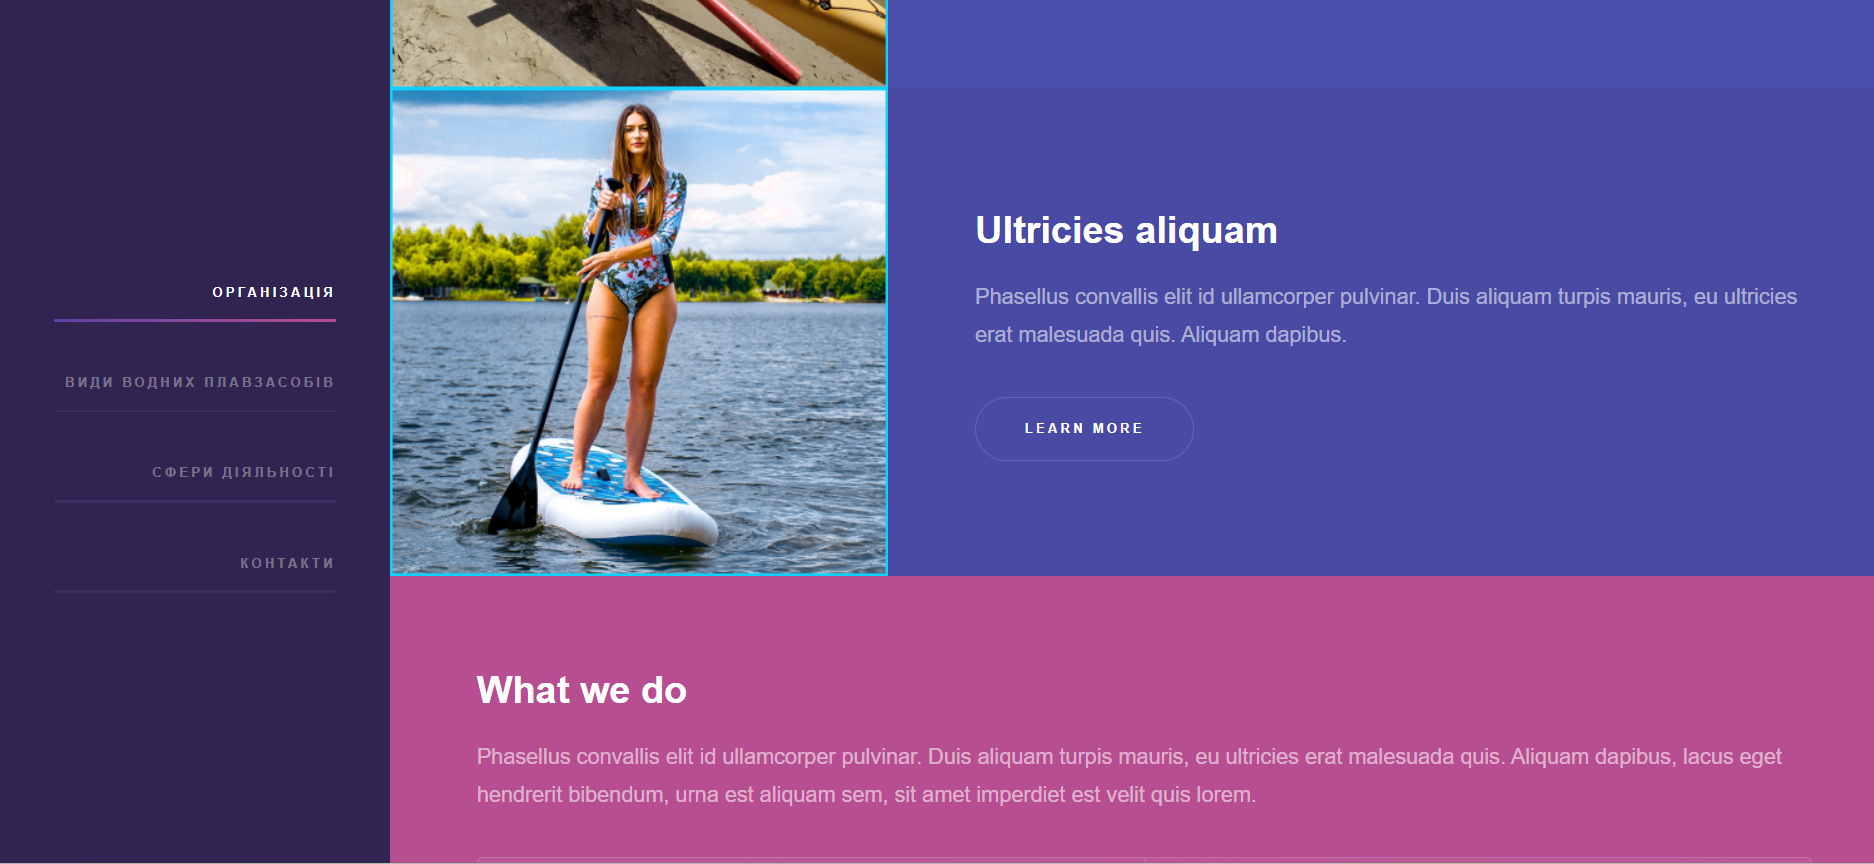 ОРГАНІЗАЦІЯ
ВИДИ ВОДНИХ ПЛАВЗАСОБІВ
СФЕРИ ДІЯЛЬНОСТІ
КОНТАКТИ
Ultricies aliquam
Phasellus convallis elit id ullamcorper pulvinar. Duis aliquam turpis mauris, eu ultricies
erat malesuada quis. Aliquam dapibus.
LEARN MORE
What we do
Phasellus convallis elit id ullamcorper pulvinar. Duis aliquam turpis mauris, eu ultricies erat malesuada quis. Aliquam dapibus, lacus eget
hendrerit bibendum, urna est aliquam sem, sit amet imperdiet est velit quis lorem.